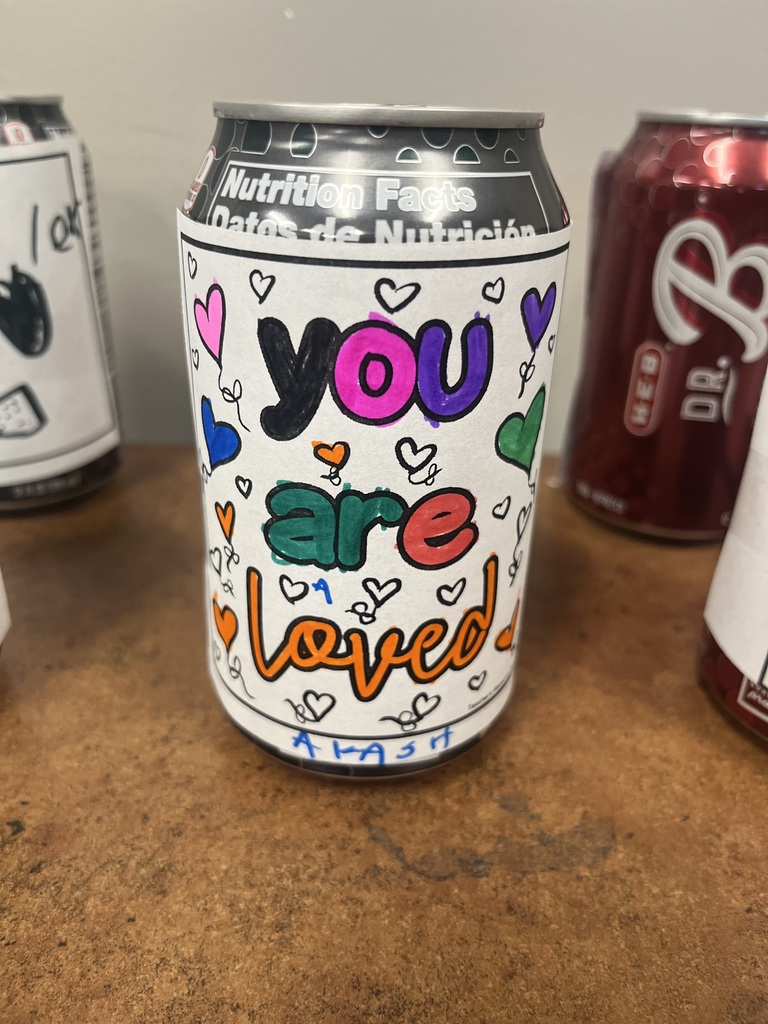 Nutrition Facts
Datos de Nutrición
you
are
A
loved
AKASH
H-E-B
DR. B